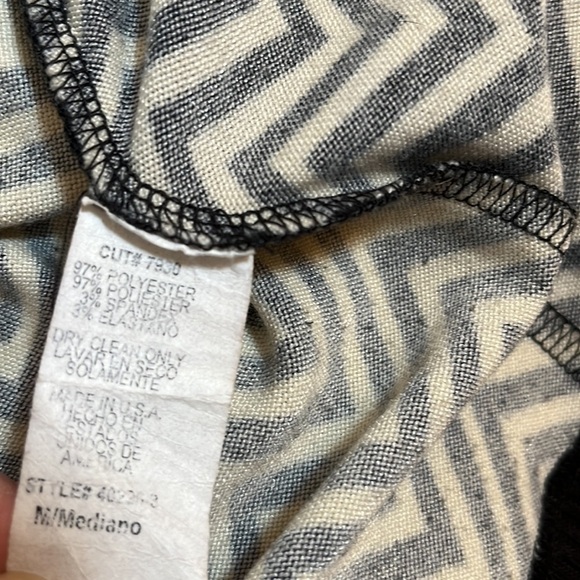 CUT# 7930
97% POLYESTER
97% POLIESTER
3% SPANDEX
3% ELASTANO
DRY CLEAN ONLY
LAVAR EN SECO
SOLAMENTE
MADE IN U.S.A.
HECHO EN
ESTADOS
UNIDOS DE
AMERICA
STYLE#
M/Mediano